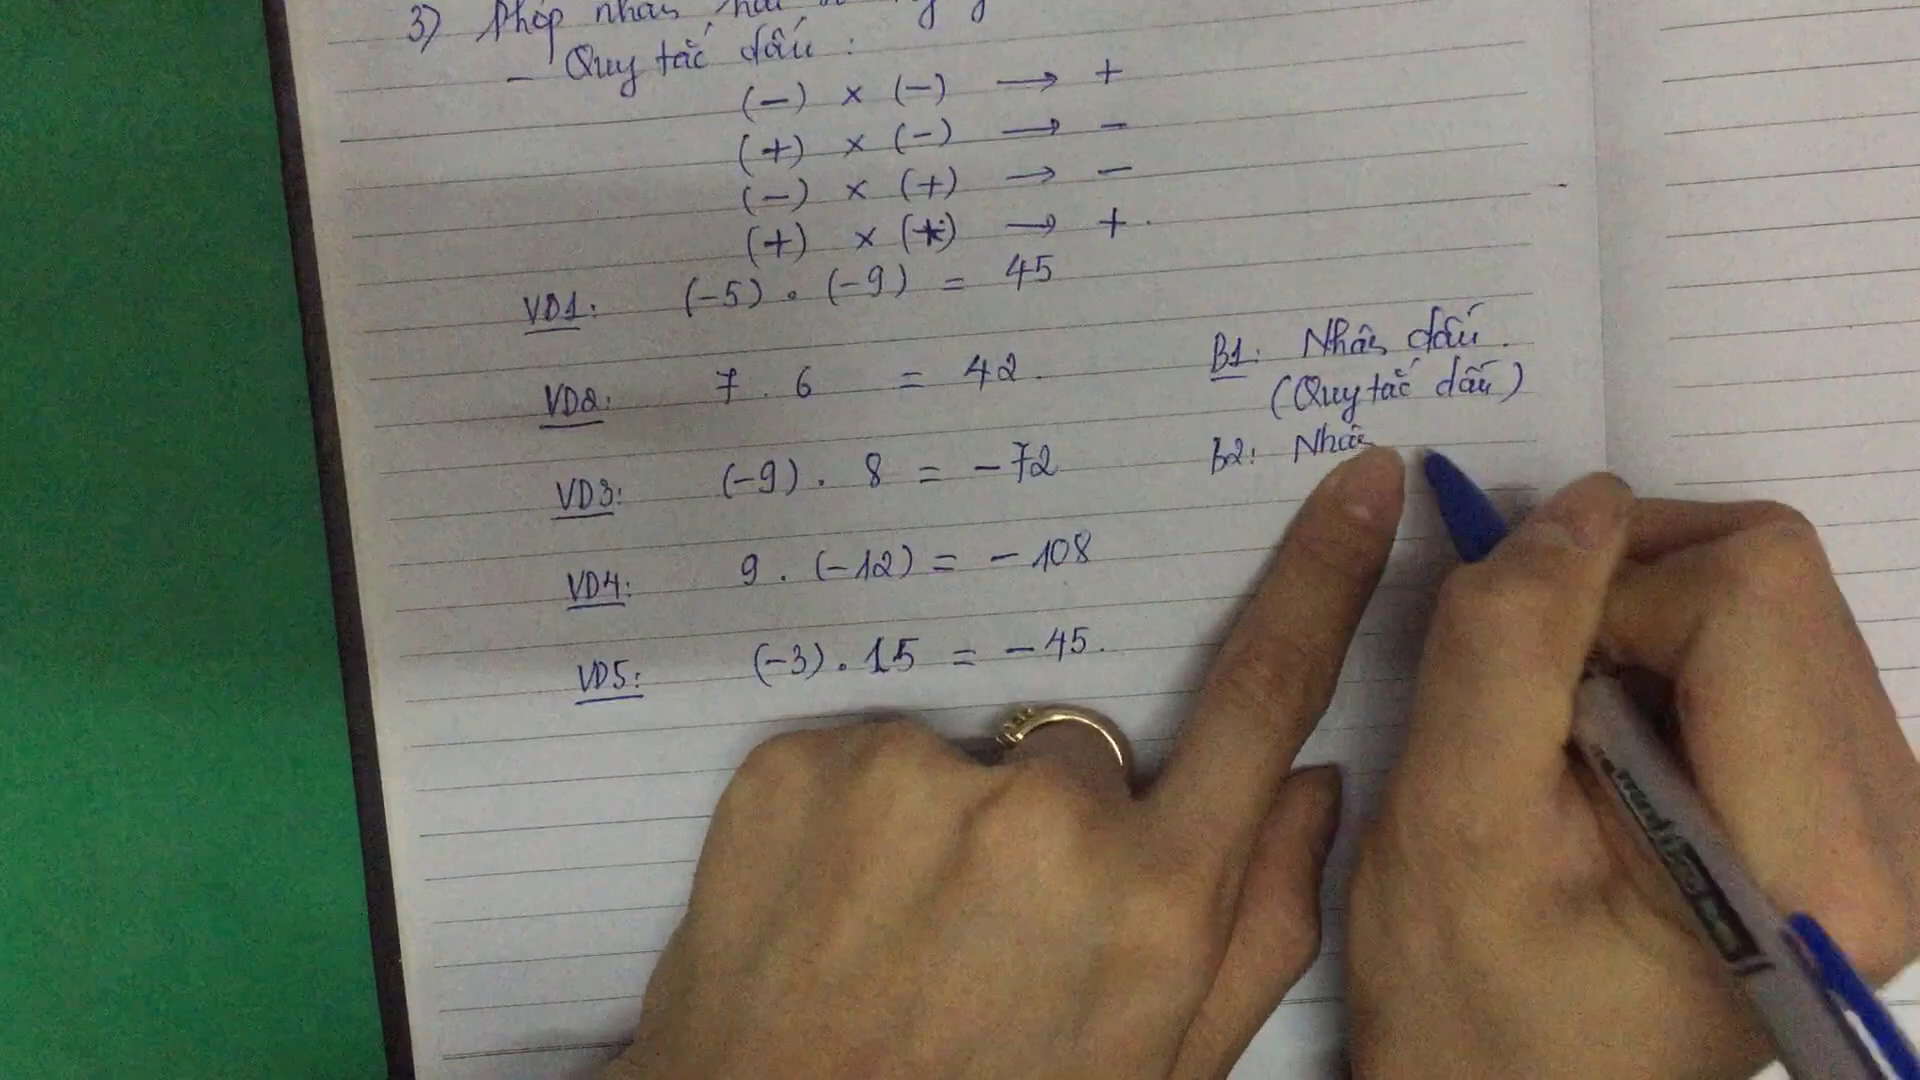 3) Phép nhân hai
- Quy tắc dấu :
(-) × (-) → +
(+) × (-) → -
(-) × (+) → -
(+) × (+) → + .
VD1: (-5) . (-9) = 45
VD2: 7 . 6 = 42.
VD3: (-9) . 8 = -72
VD4: 9 . (-12) = -108
VD5: (-3) . 15 = -45.
B1: Nhân dấu.
(Quy tắc dấu)
B2: Nhân